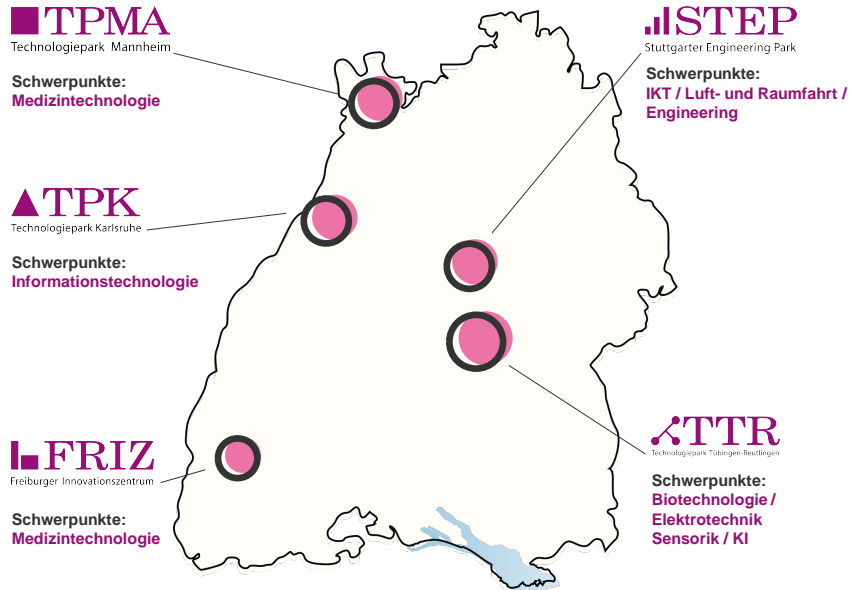 TPMA
Technologiepark Mannheim
Schwerpunkte:
Medizintechnologie
STEP
Stuttgarter Engineering Park
Schwerpunkte:
IKT / Luft- und Raumfahrt /
Engineering
TPK
Technologiepark Karlsruhe
Schwerpunkte:
Informationstechnologie
FRIZ
Freiburger Innovationszentrum
Schwerpunkte:
Medizintechnologie
TTR
Technologiepark Tübingen-Reutlingen
Schwerpunkte:
Biotechnologie /
Elektrotechnik
Sensorik / KI